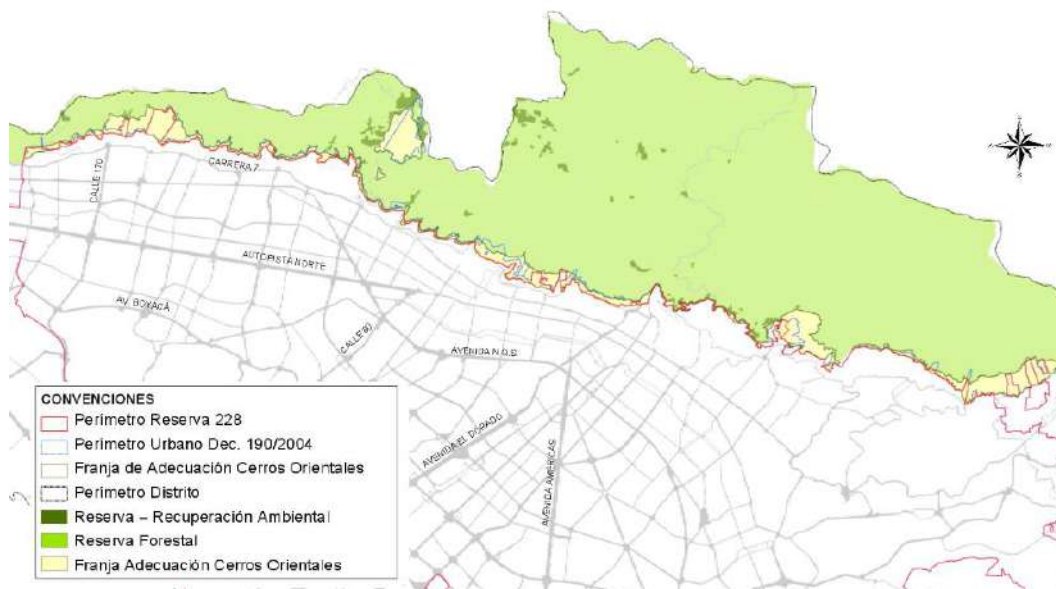 CARRERA 7
CALLE 170
AUTOPISTA NORTE
AV. BOYACÁ
CALLE 80
AVENIDA N.Q.S
AVENIDA EL DORADO
AVENIDA AMERICAS
CONVENCIONES
Perimetro Reserva 228
Perimetro Urbano Dec. 190/2004
Franja de Adecuación Cerros Orientales
Perimetro Distrito
Reserva – Recuperación Ambiental
Reserva Forestal
Franja Adecuación Cerros Orientales